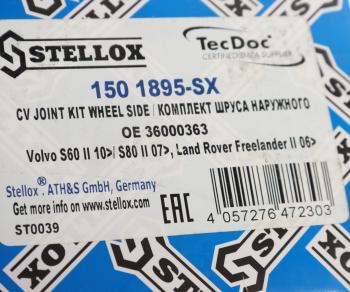 STELLOX
TecDoc
CERTIFIED DATA SUPPLIER
150 1895-SX
CV JOINT KIT WHEEL SIDE / КОМПЛЕКТ ШРУСА НАРУЖНОГО
OE 36000363
Volvo S60 II 10>/ S80 II 07>, Land Rover Freelander II 06>
Stellox®. ATH&S GmbH, Germany
Get more info on www.stellox.com
ST0039
EAC
4 057276 472303